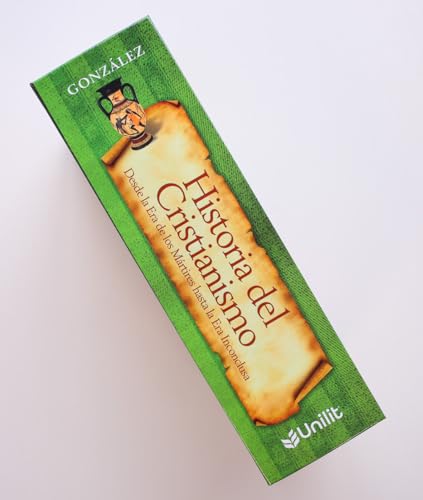 GONZÁLEZ
Historia del
Cristianismo
Desde la Era de los Mártires hasta la Era Inconclusa
Unilit